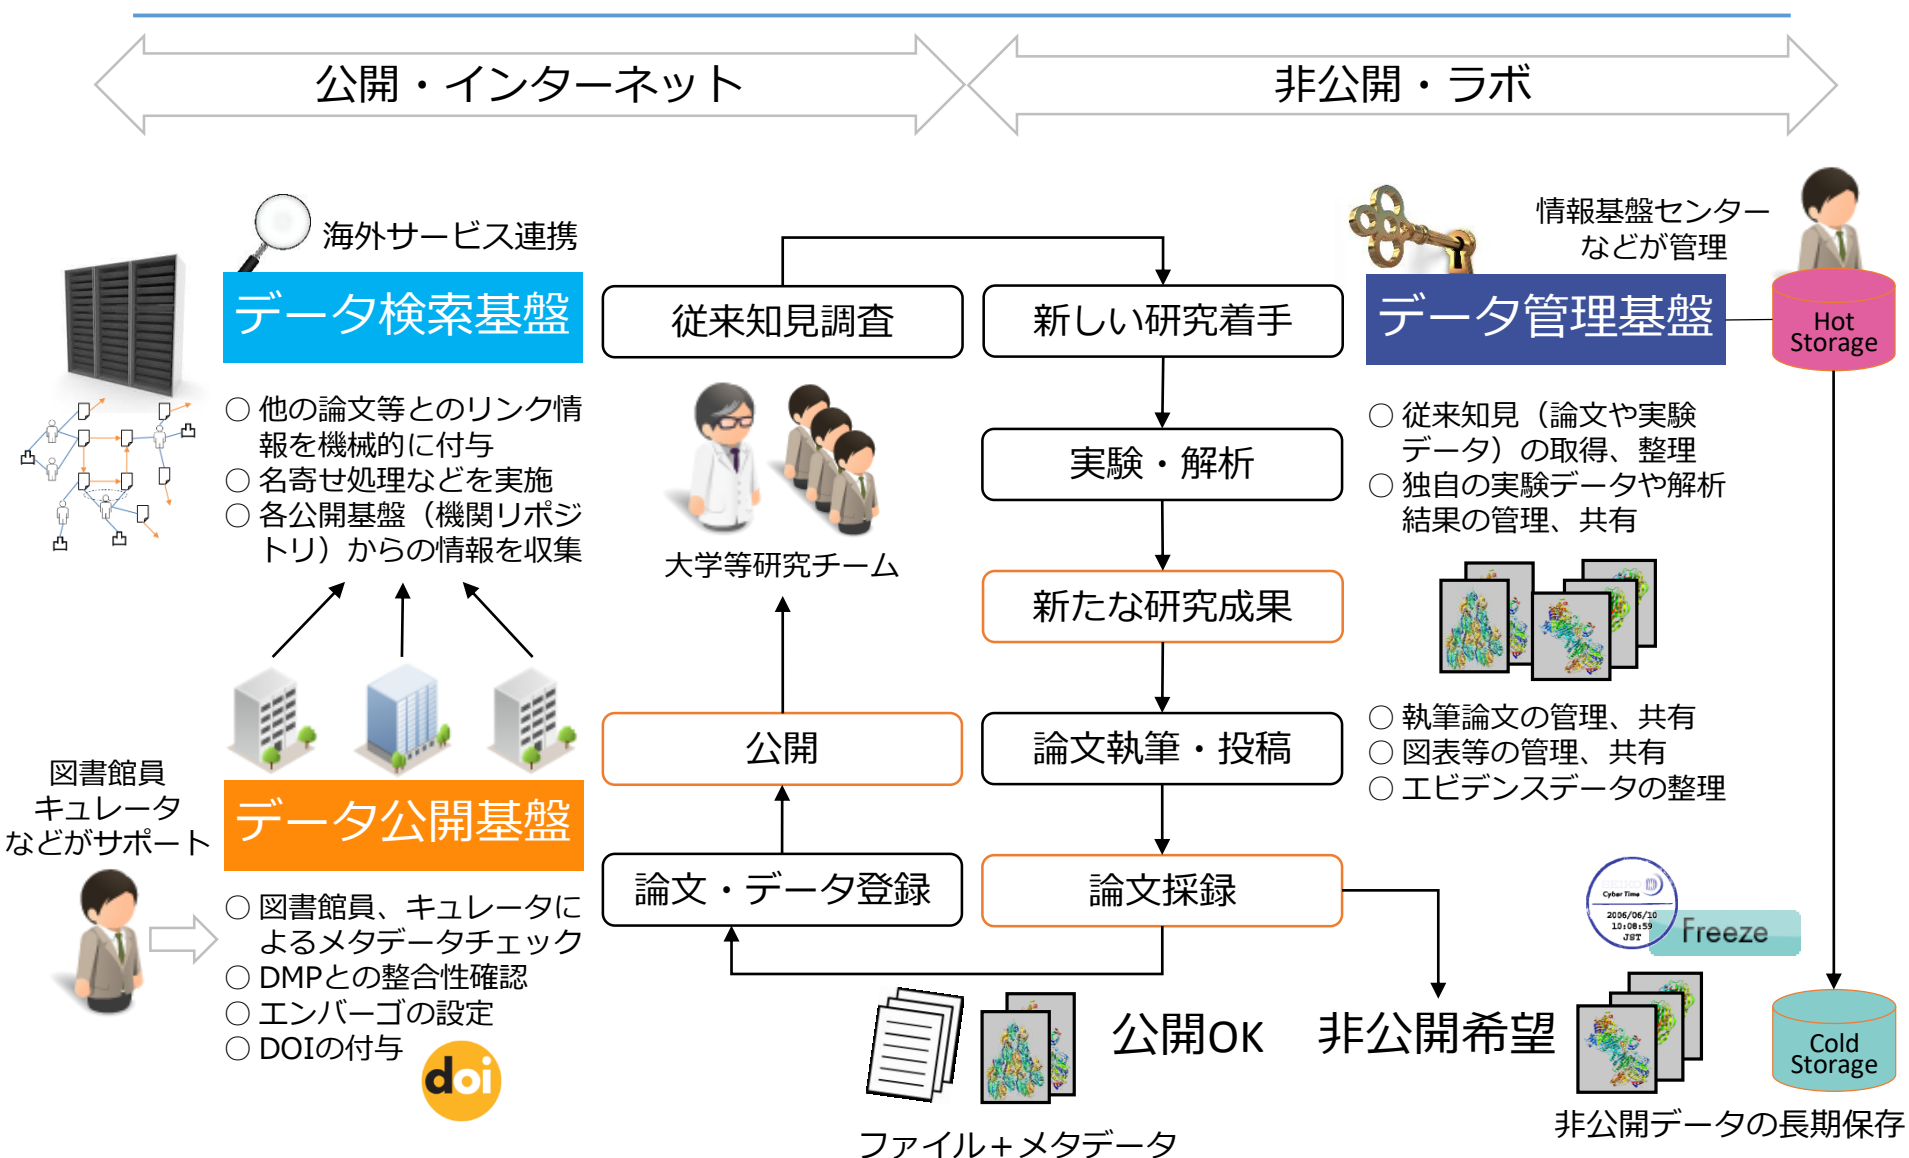 公開・インターネット
非公開・ラボ
海外サービス連携
データ検索基盤
○ 他の論文等とのリンク情
報を機械的に付与
○ 名寄せ処理などを実施
○ 各公開基盤（機関リポジ
トリ）からの情報を収集
図書館員
キュレータ
などがサポート
データ公開基盤
○ 図書館員、キュレータに
よるメタデータチェック
○ DMPとの整合性確認
○ エンバーゴの設定
○ DOIの付与
doi
従来知見調査
大学等研究チーム
公開
論文・データ登録
新しい研究着手
実験・解析
新たな研究成果
論文執筆・投稿
論文採録
公開OK
非公開希望
ファイル＋メタデータ
情報基盤センター
などが管理
データ管理基盤
Hot
Storage
○ 従来知見（論文や実験
データ）の取得、整理
○ 独自の実験データや解析
結果の管理、共有
○ 執筆論文の管理、共有
○ 図表等の管理、共有
○ エビデンスデータの整理
Cyber Time
2006/06/10
10:08:59
JST
Freeze
Cold
Storage
非公開データの長期保存